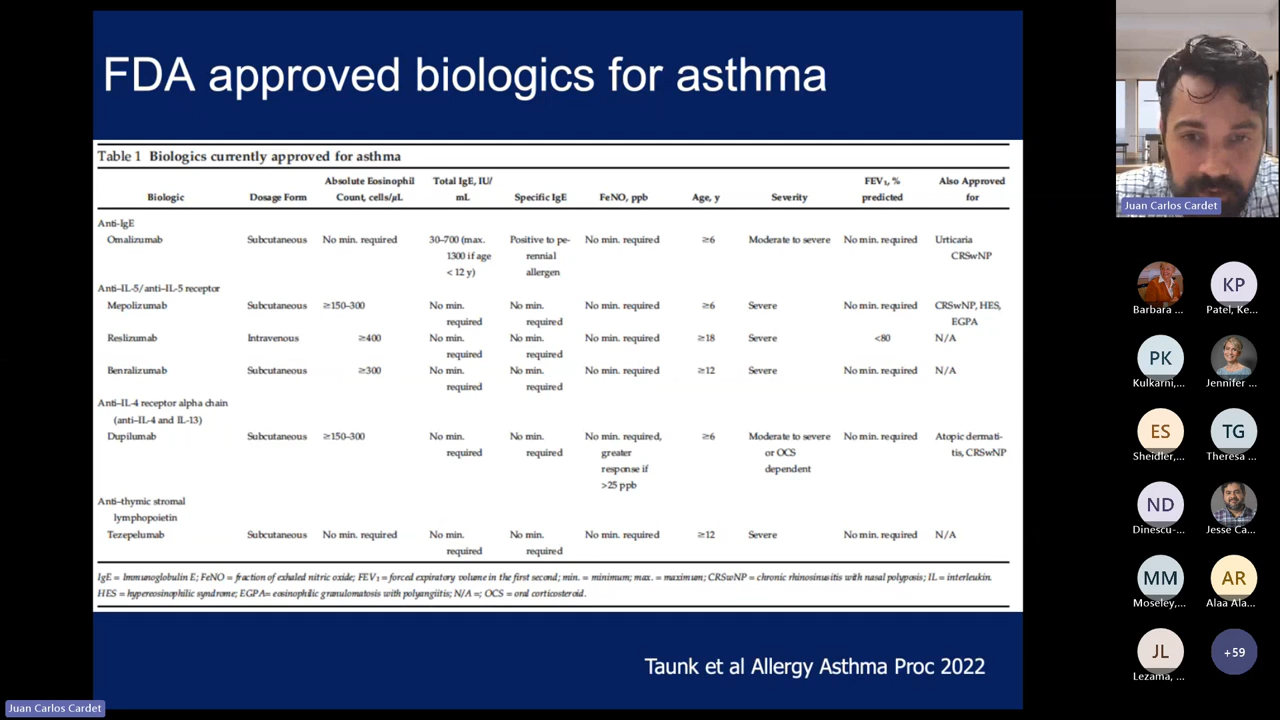 FDA approved biologics for asthma
Table 1 Biologics currently approved for asthma
Biologic Dosage Form Absolute Eosinophil Count, cells/μL Total IgE, IU/mL Specific IgE FeNO, ppb Age, y Severity FEV₁, % predicted Also Approved for
Anti-IgE
Omalizumab Subcutaneous No min. required 30–700 (max. 1300 if age < 12 y) Positive to pe-rennial allergen No min. required ≥6 Moderate to severe No min. required Urticaria CRSwNP
Anti–IL-5/anti–IL-5 receptor
Mepolizumab Subcutaneous ≥150–300 No min. required No min. required No min. required ≥6 Severe No min. required CRSwNP, HES, EGPA
Reslizumab Intravenous ≥400 No min. required No min. required No min. required ≥18 Severe <80 N/A
Benralizumab Subcutaneous ≥300 No min. required No min. required No min. required ≥12 Severe No min. required N/A
Anti–IL-4 receptor alpha chain
(anti–IL-4 and IL-13)
Dupilumab Subcutaneous ≥150–300 No min. required No min. required No min. required, greater response if >25 ppb ≥6 Moderate to severe or OCS dependent No min. required Atopic dermati-tis, CRSwNP
Anti–thymic stromal
lymphopoietin
Tezepelumab Subcutaneous No min. required No min. required No min. required No min. required ≥12 Severe No min. required N/A
IgE = Immunoglobulin E; FeNO = fraction of exhaled nitric oxide; FEV₁ = forced expiratory volume in the first second; min. = minimum; max. = maximum; CRSwNP = chronic rhinosinusitis with nasal polyposis; IL = interleukin.
HES = hypereosinophilic syndrome; EGPA= eosinophilic granulomatosis with polyangiitis; N/A =; OCS = oral corticosteroid.
Taunk et al Allergy Asthma Proc 2022
Juan Carlos Cardet
Juan Carlos Cardet
KP
Barbara ...
Patel, Ke...
PK
Kulkarni,...
Jennifer ...
ES
TG
Sheidler,...
Theresa ...
ND
Dinescu-...
Jesse Ca...
MM
AR
Moseley,...
Alaa Ala...
JL
+59
Lezama, ...